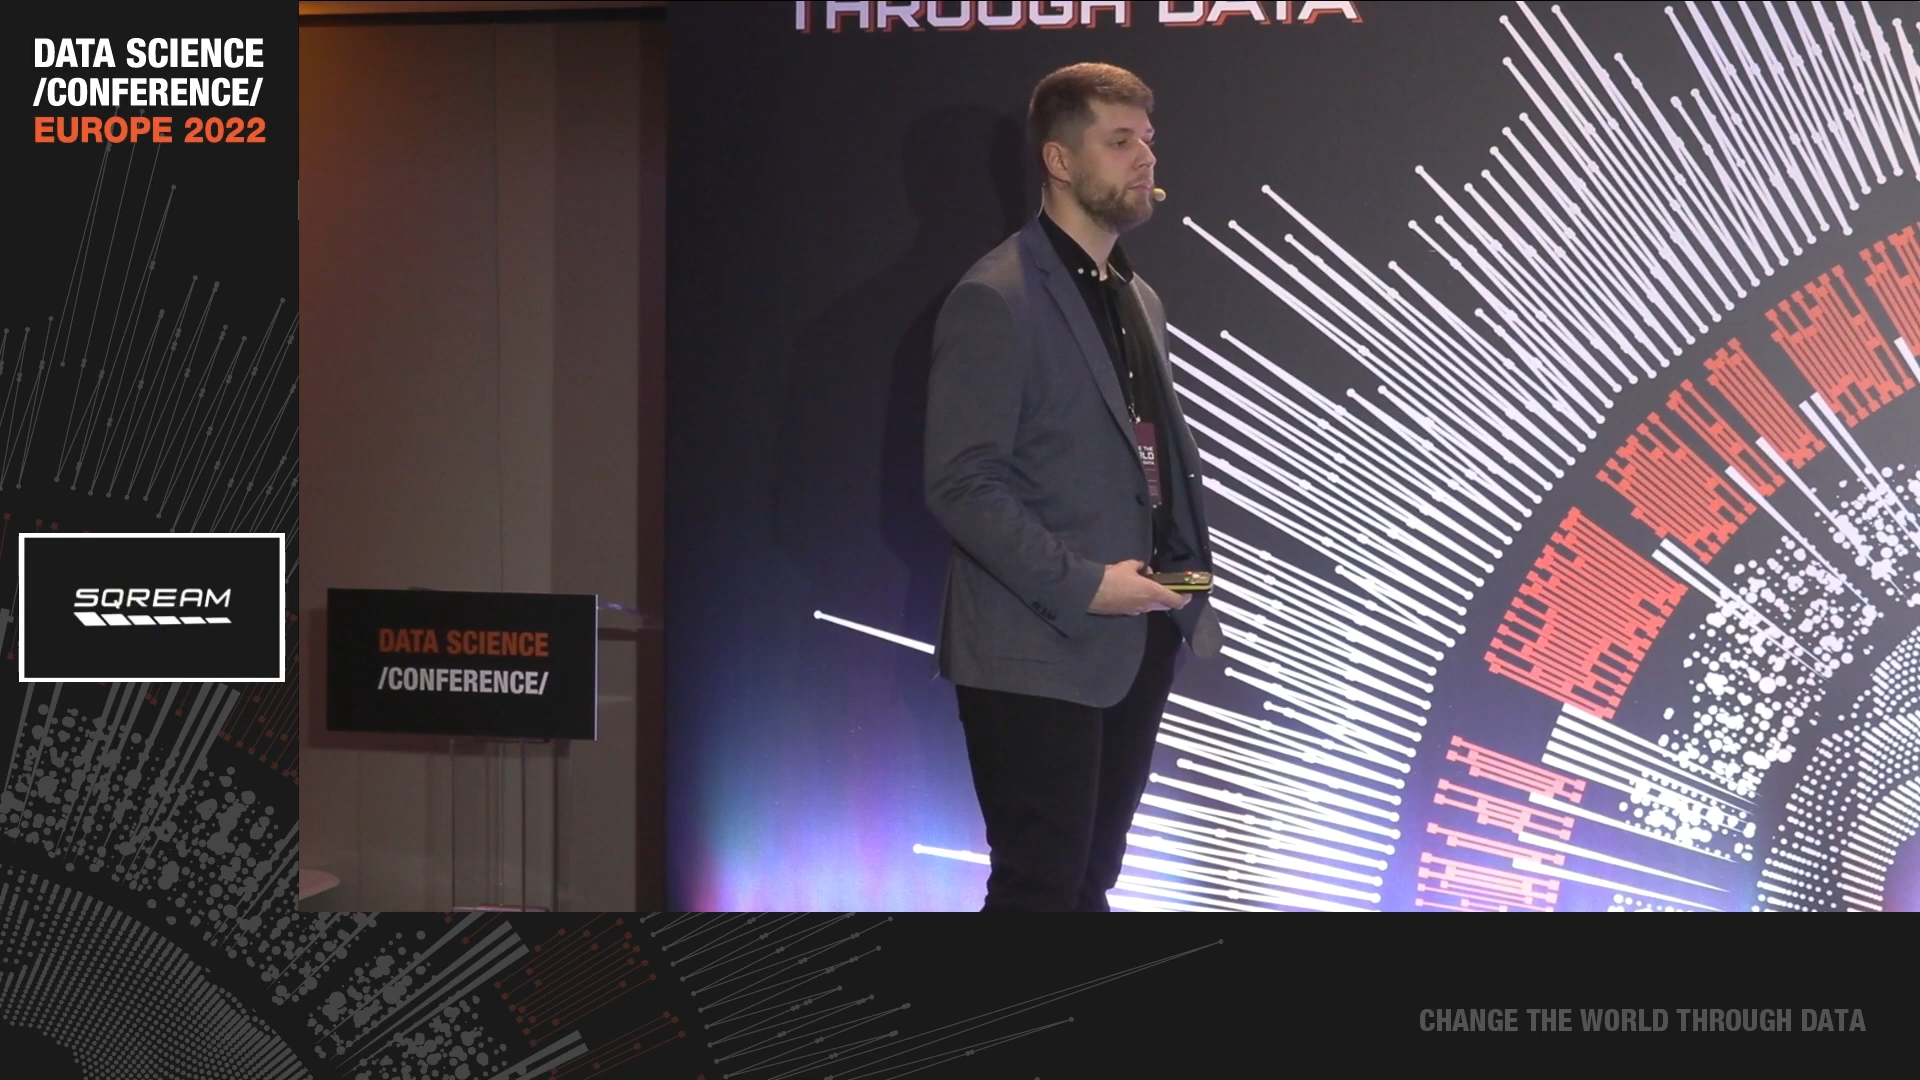 DATA SCIENCE
/CONFERENCE/
EUROPE 2022
THROUGH DATA
SQREAM
DATA SCIENCE
/CONFERENCE/
CHANGE THE WORLD THROUGH DATA